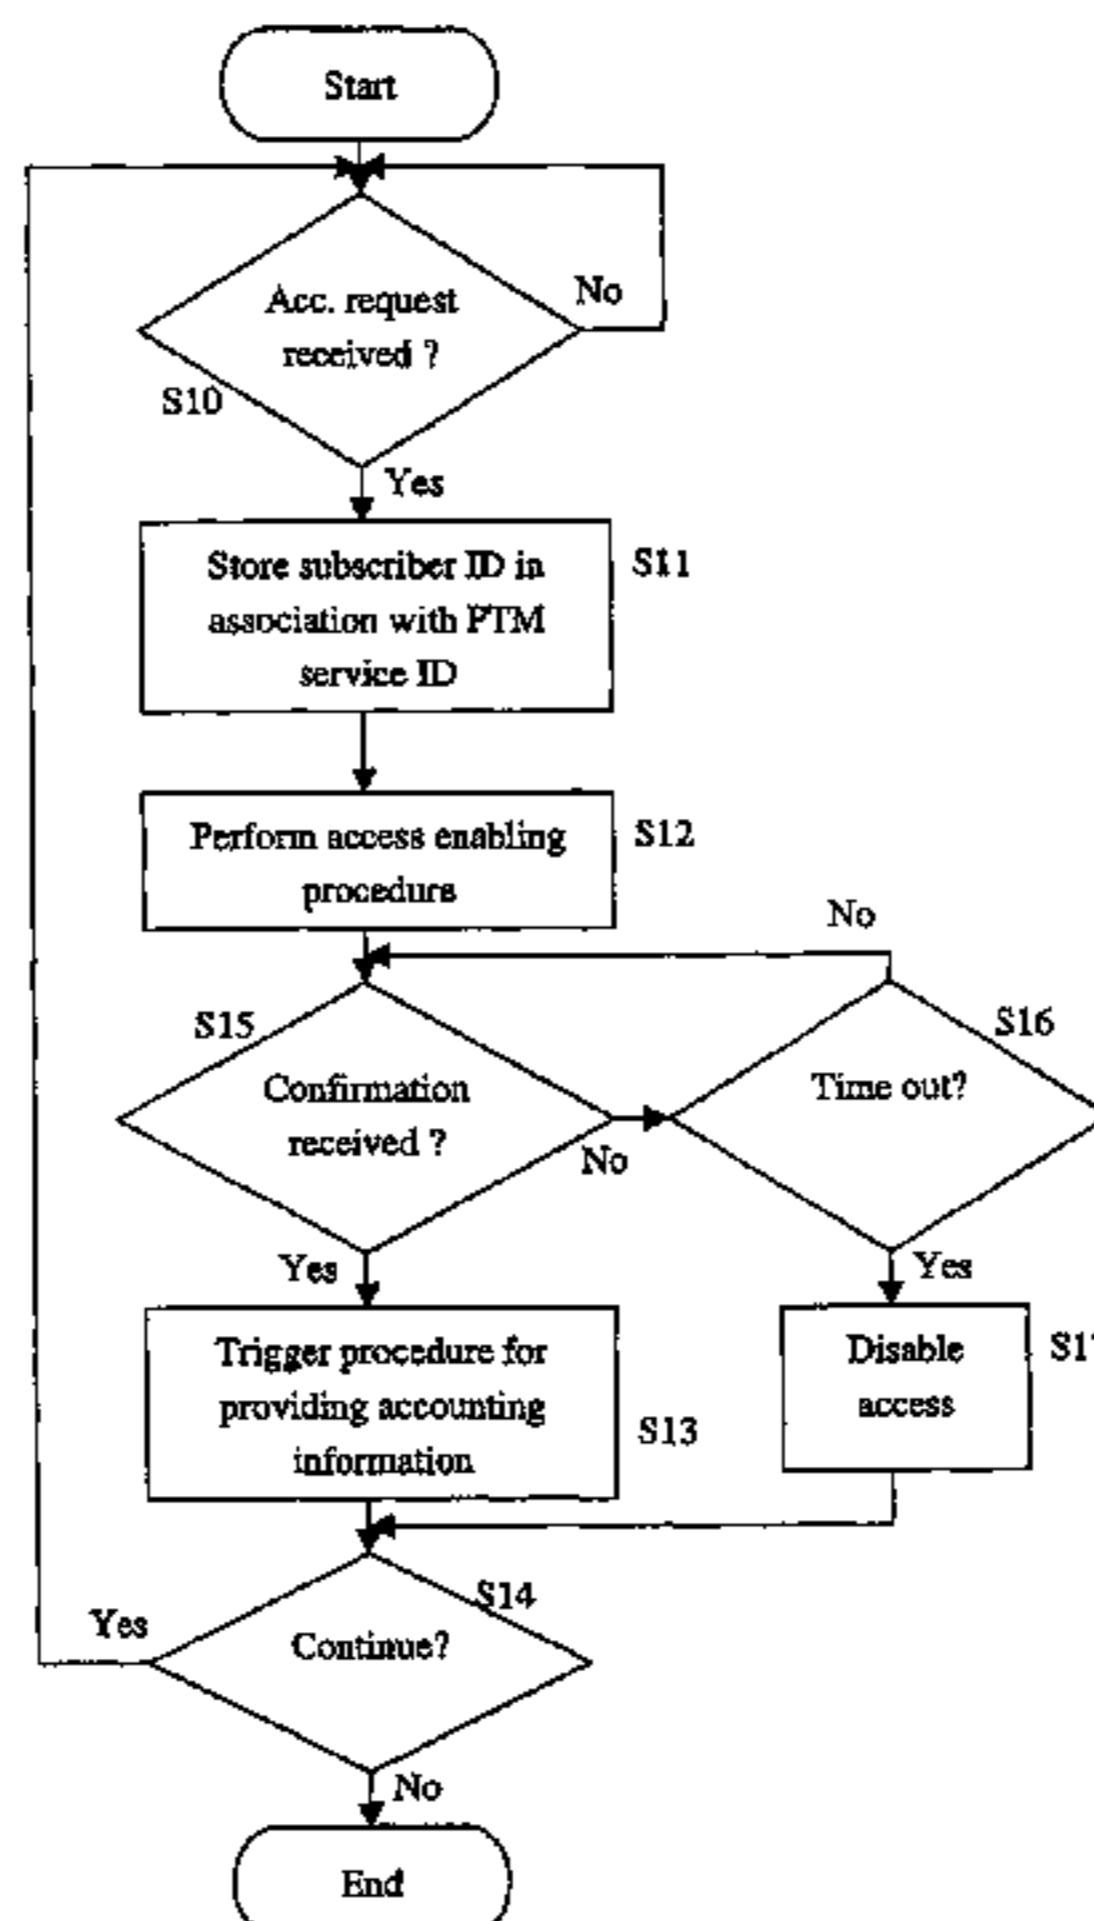 Start
Acc. request
received ?
No
S10
Yes
Store subscriber ID in
association with PTM
service ID
S11
Perform access enabling
procedure
S12
No
S15
Confirmation
received ?
No
S16
Time out?
Yes
Yes
Trigger procedure for
providing accounting
information
S13
Disable
access
S14
Continue?
Yes
No
End